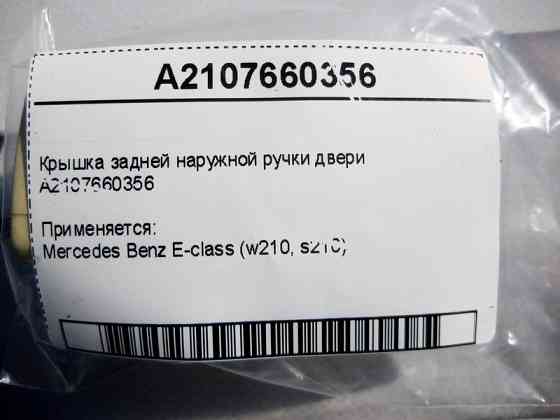 A2107660356
Крышка задней наружной ручки двери
A2107660356
Применяется:
Mercedes Benz E-class (w210, s210)